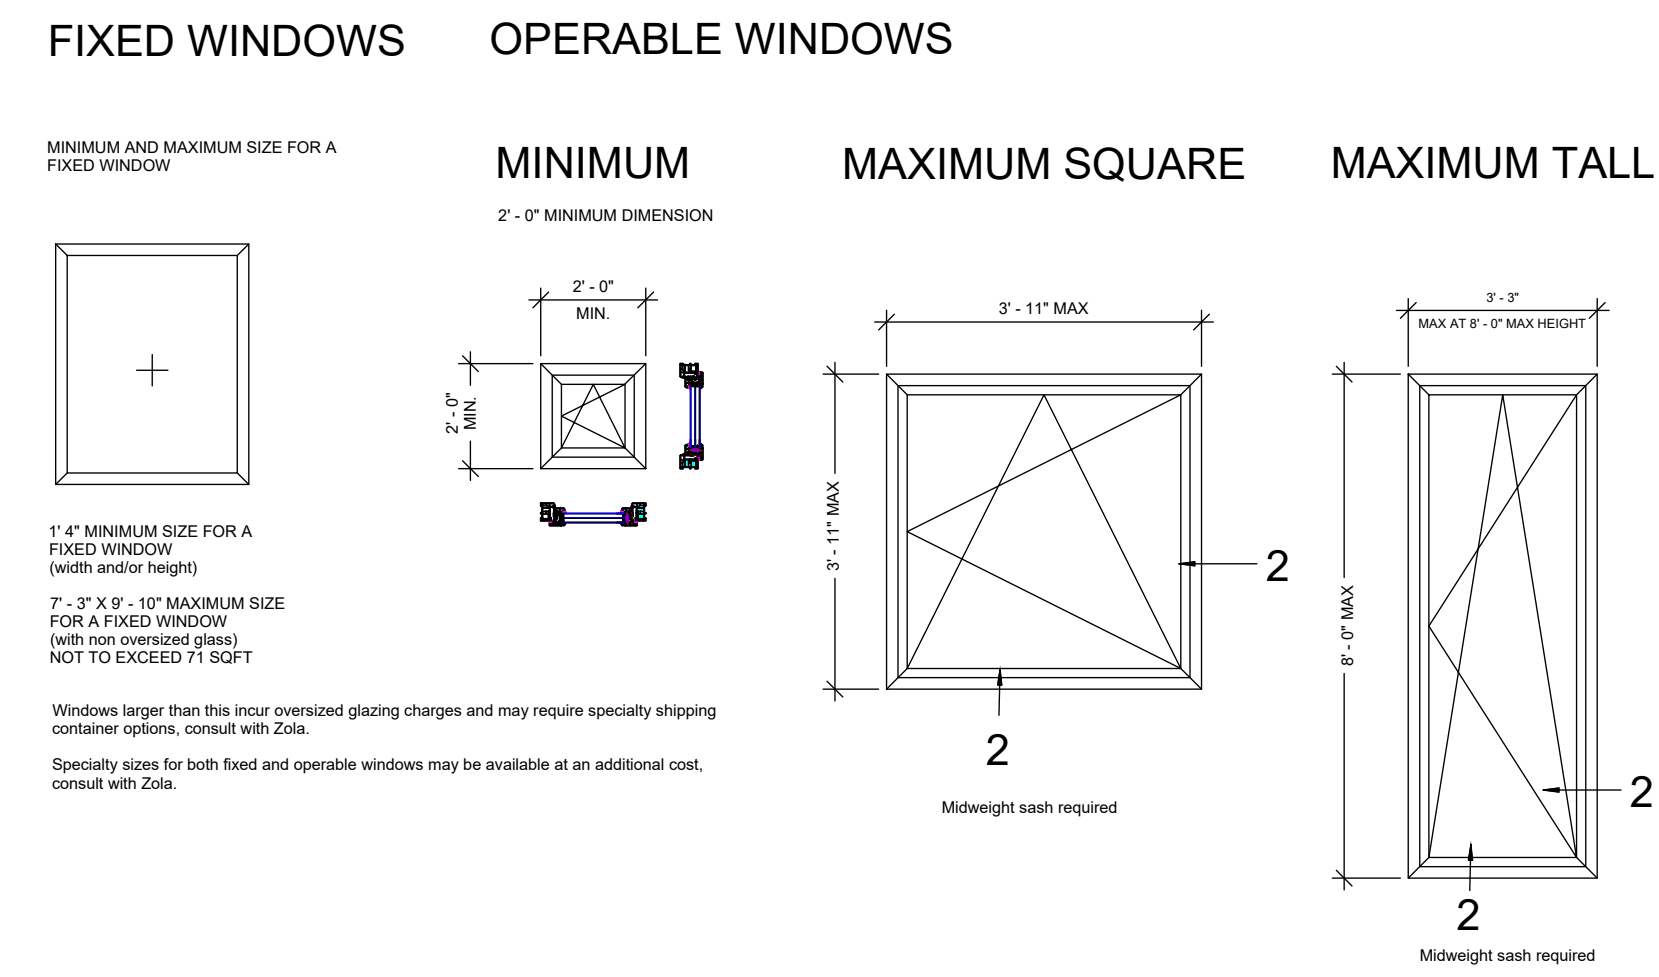 FIXED WINDOWS
OPERABLE WINDOWS
MINIMUM AND MAXIMUM SIZE FOR A
FIXED WINDOW
1' 4" MINIMUM SIZE FOR A
FIXED WINDOW
(width and/or height)
7' - 3" X 9' - 10" MAXIMUM SIZE
FOR A FIXED WINDOW
(with non oversized glass)
NOT TO EXCEED 71 SQFT
Windows larger than this incur oversized glazing charges and may require specialty shipping
container options, consult with Zola.
Specialty sizes for both fixed and operable windows may be available at an additional cost,
consult with Zola.
MINIMUM
2' - 0" MINIMUM DIMENSION
2' - 0"
MIN.
2' - 0"
MIN.
MAXIMUM SQUARE
3' - 11" MAX
3' - 11" MAX
2
2
Midweight sash required
MAXIMUM TALL
3' - 3"
MAX AT 8' - 0" MAX HEIGHT
8' - 0" MAX
2
2
Midweight sash required